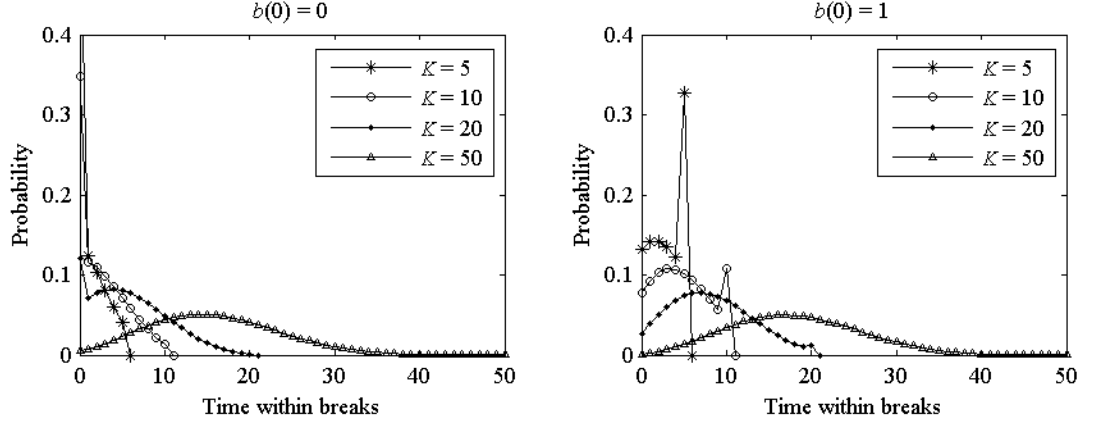 b(0) = 0
0.4
0.3
0.2
0.1
0
Probability
K = 5
K = 10
K = 20
K = 50
0 10 20 30 40 50
Time within breaks
b(0) = 1
0.4
0.3
0.2
0.1
0
Probability
K = 5
K = 10
K = 20
K = 50
0 10 20 30 40 50
Time within breaks